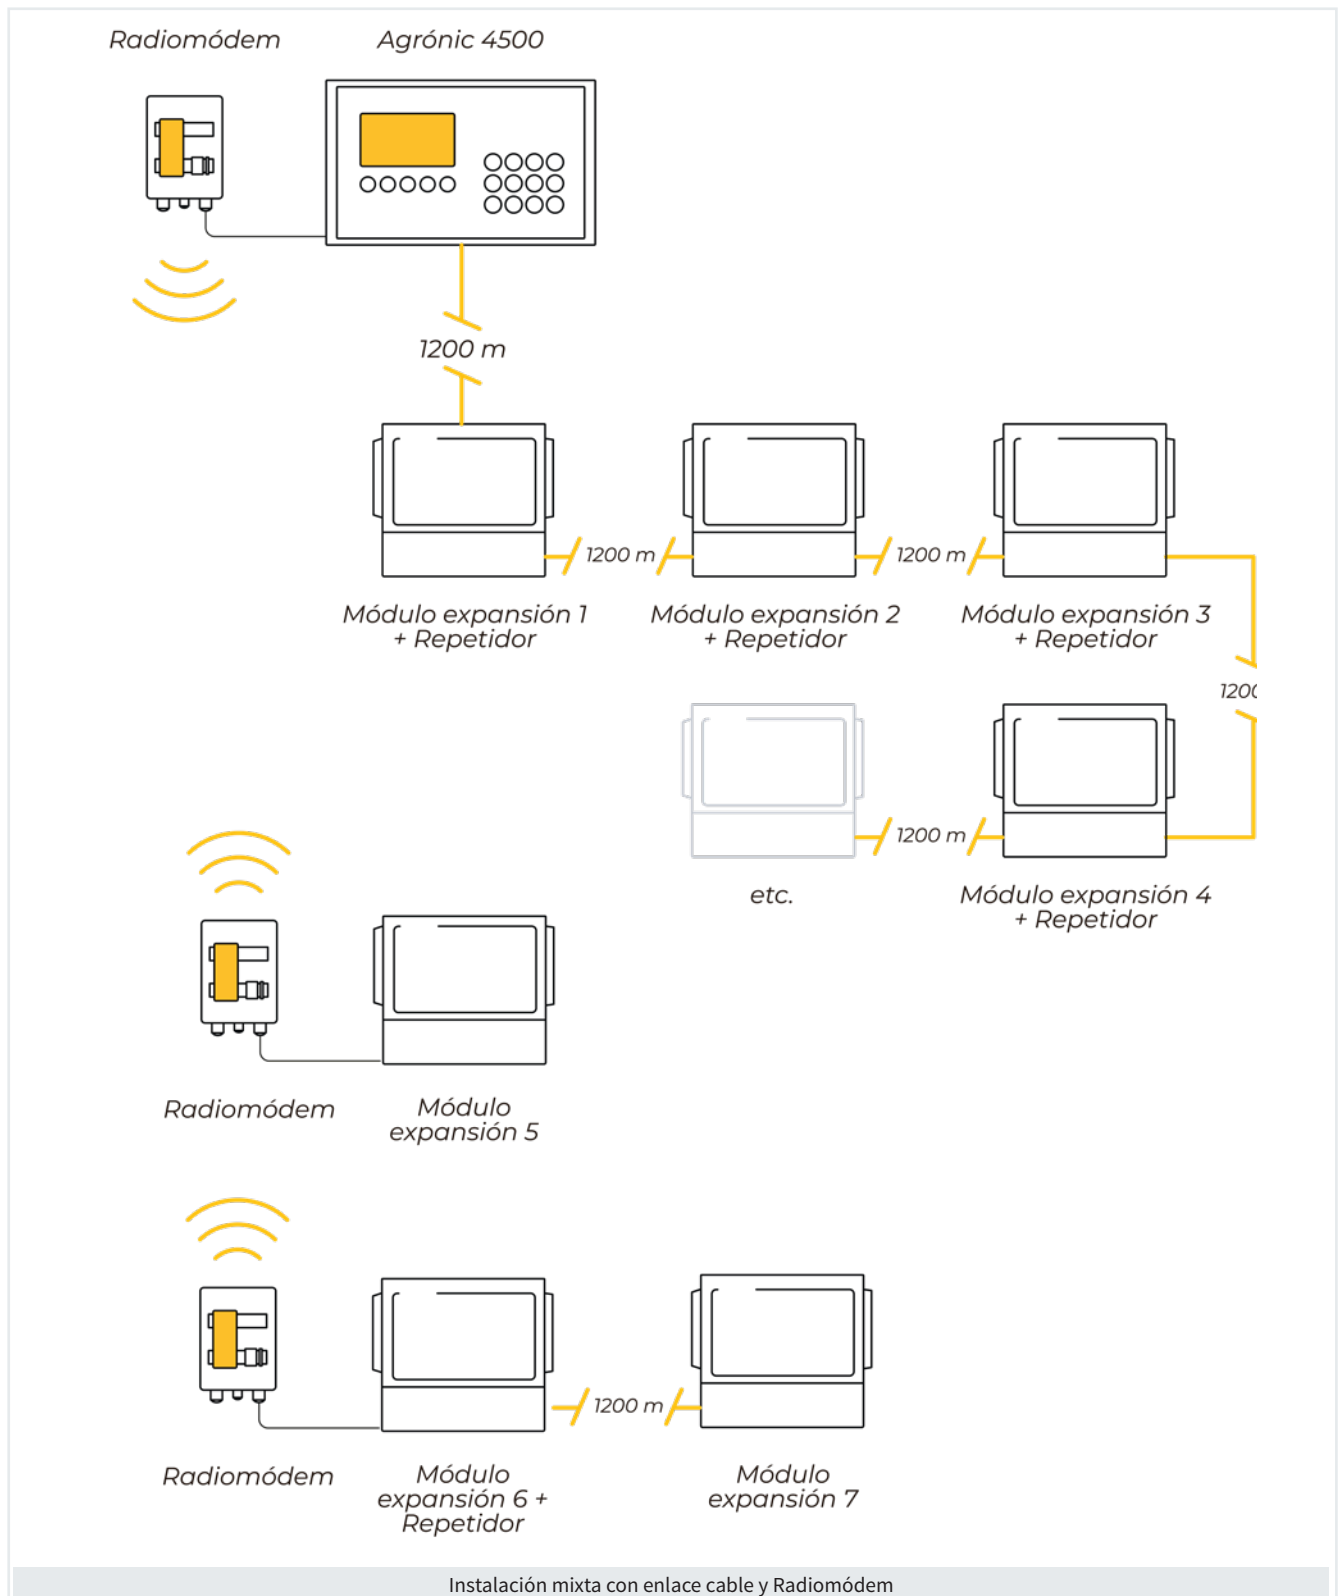 Radiomódem
Agrónic 4500
1200 m
1200 m
1200 m
Módulo expansión 1
+ Repetidor
Módulo expansión 2
+ Repetidor
Módulo expansión 3
+ Repetidor
1200
1200 m
etc.
Módulo expansión 4
+ Repetidor
Radiomódem
Módulo
expansión 5
1200 m
Radiomódem
Módulo
expansión 6 +
Repetidor
Módulo
expansión 7
Instalación mixta con enlace cable y Radiomódem